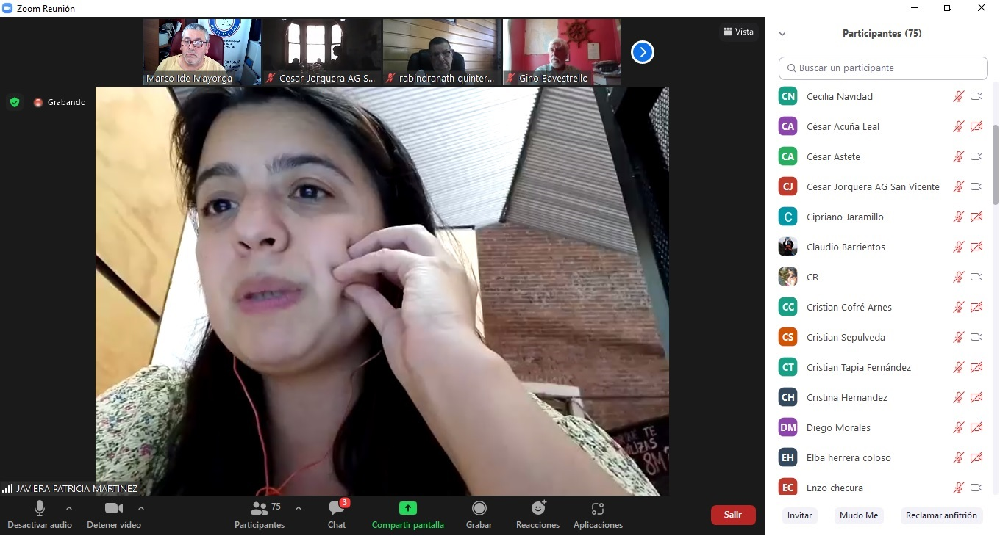 Zoom Reunión
Marco Ide Mayorga
Cesar Jorquera AG S...
rabindranath quinter...
Gino Bavestrello
Vista
Grabando
TE
8M
JAVIERA PATRICIA MARTINEZ
Desactivar audio
Detener vídeo
75
Participantes
3
Chat
Compartir pantalla
Grabar
Reacciones
Aplicaciones
Salir
Participantes (75)
Buscar un participante
CN Cecilia Navidad
CA César Acuña Leal
CA César Astete
CJ Cesar Jorquera AG San Vicente
C Cipriano Jaramillo
Claudio Barrientos
CR
CC Cristian Cofré Arnes
CS Cristian Sepulveda
CT Cristian Tapia Fernández
CH Cristina Hernandez
DM Diego Morales
EH Elba herrera coloso
EC Enzo checura
Invitar
Mudo Me
Reclamar anfitrión